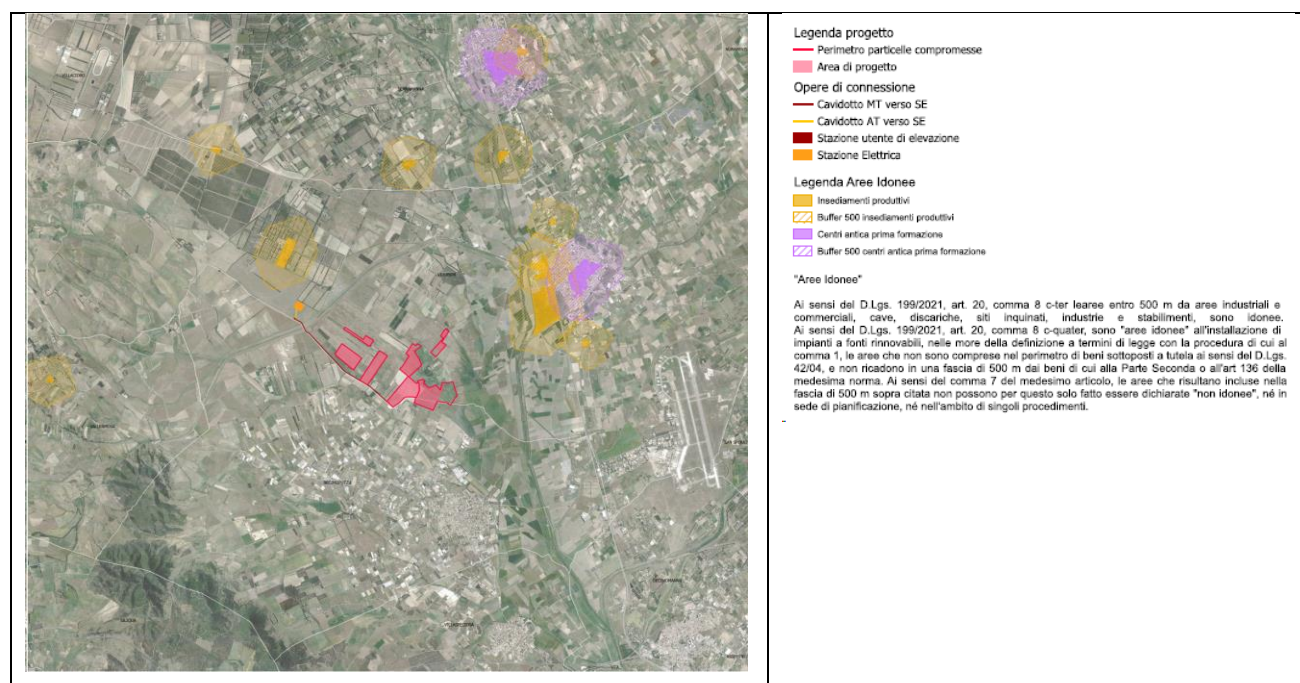 Legenda progetto
Perimetro particelle compromesse
Area di progetto
Opere di connessione
Cavidotto MT verso SE
Cavidotto AT verso SE
Stazione utente di elevazione
Stazione Elettrica
Legenda Aree Idonee
Insediamenti produttivi
Buffer 500 insediamenti produttivi
Centri antica prima formazione
Buffer 500 centri antica prima formazione
"Aree Idonee"
Ai sensi del D.Lgs. 199/2021, art. 20, comma 8 c-ter learee entro 500 m da aree industriali e
commerciali, cave, discariche, siti inquinati, industrie e stabilimenti, sono idonee.
Ai sensi del D.Lgs. 199/2021, art. 20, comma 8 c-quater, sono "aree idonee" all'installazione di
impianti a fonti rinnovabili, nelle more della definizione a termini di legge con la procedura di cui al
comma 1, le aree che non sono comprese nel perimetro di beni sottoposti a tutela ai sensi del D.Lgs.
42/04, e non ricadono in una fascia di 500 m dai beni di cui alla Parte Seconda o all'art 136 della
medesima norma. Ai sensi del comma 7 del medesimo articolo, le aree che risultano incluse nella
fascia di 500 m sopra citata non possono per questo solo fatto essere dichiarate "non idonee", né in
sede di pianificazione, né nell'ambito di singoli procedimenti.